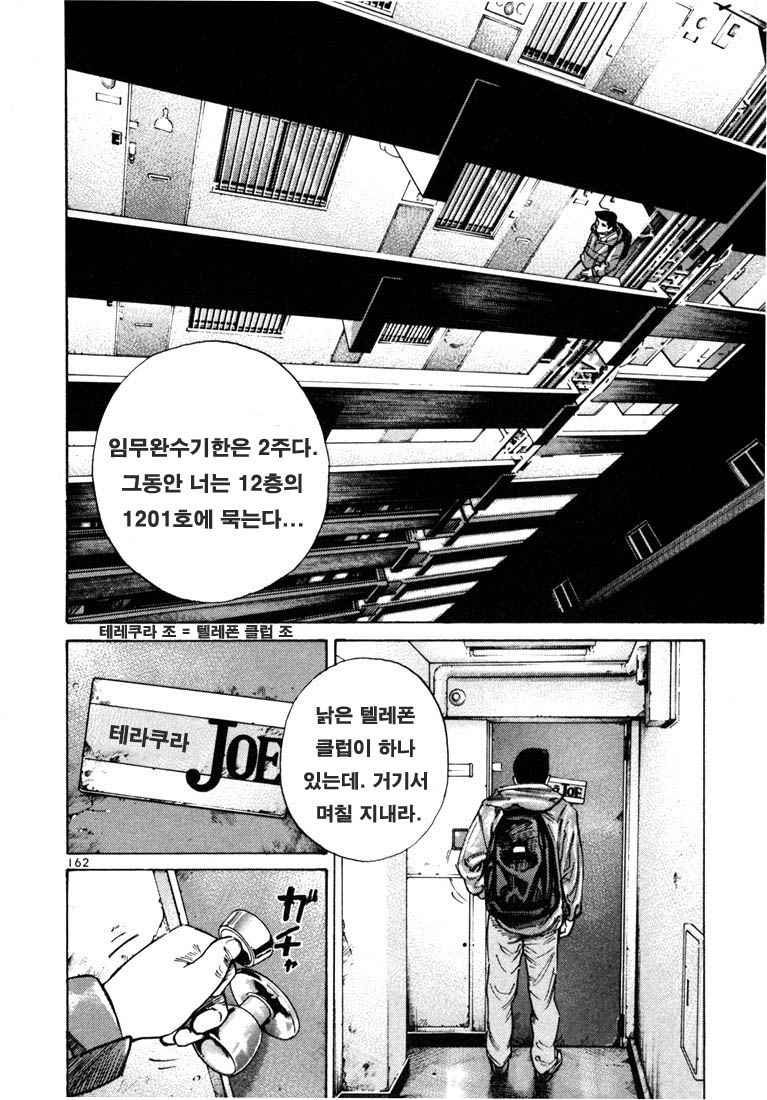 임무완수기한은 2주다.
그동안 너는 12층의
1201호에 묵는다...
테레쿠라 조 = 텔레폰 클럽 조
테라쿠라
JOE
낡은 텔레폰
클럽이 하나
있는데. 거기서
며칠 지내라.
JOE
162
ガチャ